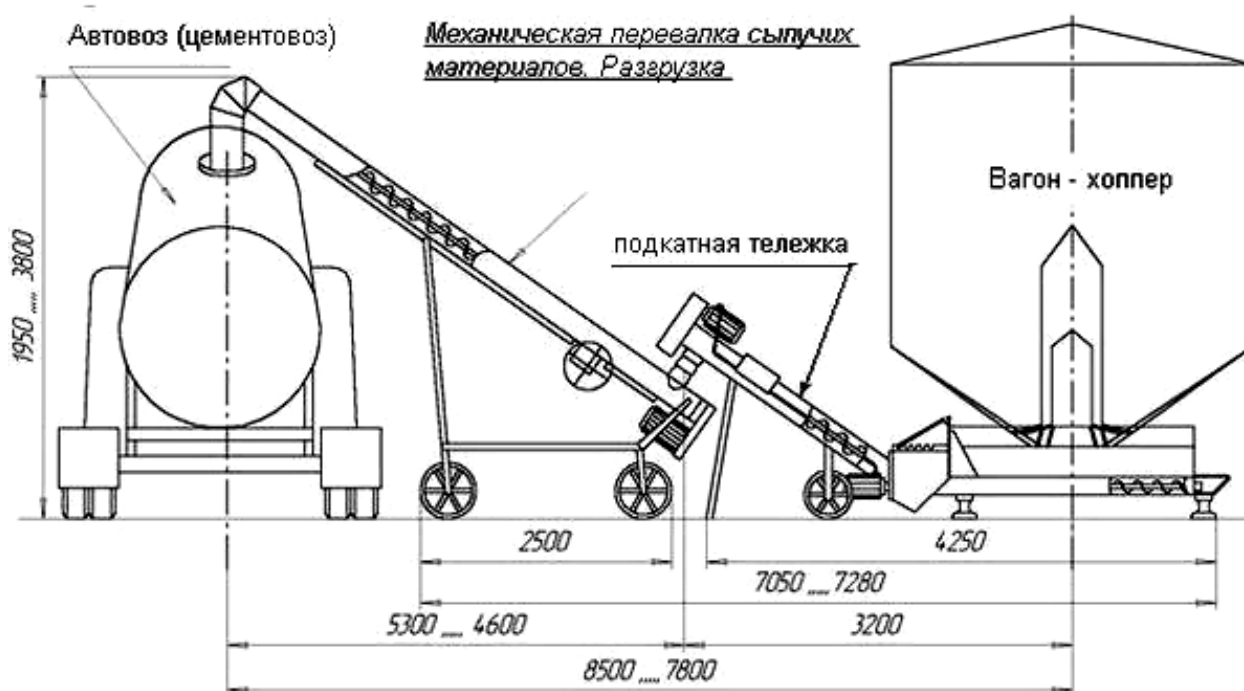 Автовоз (цементовоз)
Механическая перевалка сыпучих
материалов. Разгрузка
Вагон - хоппер
подкатная тележка
1950 ,,,,, 3800
2500
4250
7050 ,,,,, 7280
5300 ,,,,, 4600
3200
8500 ,,,,, 7800